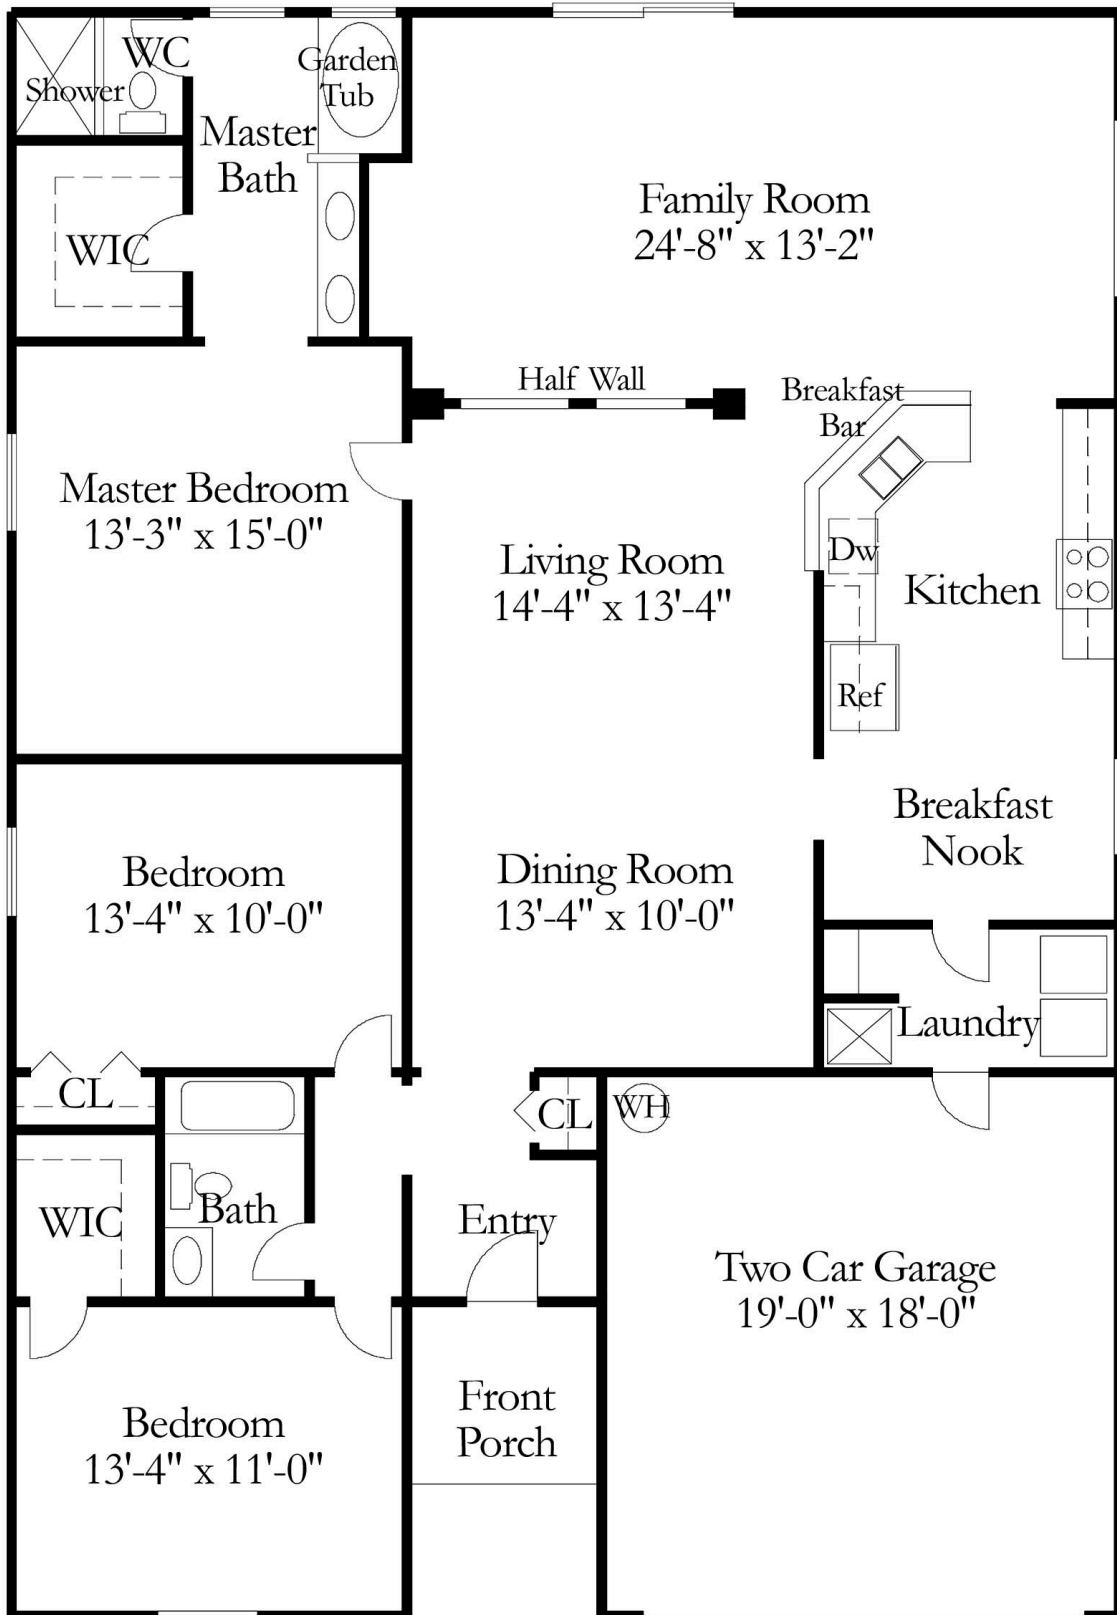 WC
Shower
Garden
Tub
Master
Bath
WIC
Family Room
24'-8" x 13'-2"
Half Wall
Breakfast
Bar
Master Bedroom
13'-3" x 15'-0"
Living Room
14'-4" x 13'-4"
Dw
Kitchen
Ref
Breakfast
Nook
Bedroom
13'-4" x 10'-0"
Dining Room
13'-4" x 10'-0"
Laundry
CL
CL
WH
WIC
Bath
Entry
Two Car Garage
19'-0" x 18'-0"
Front
Porch
Bedroom
13'-4" x 11'-0"